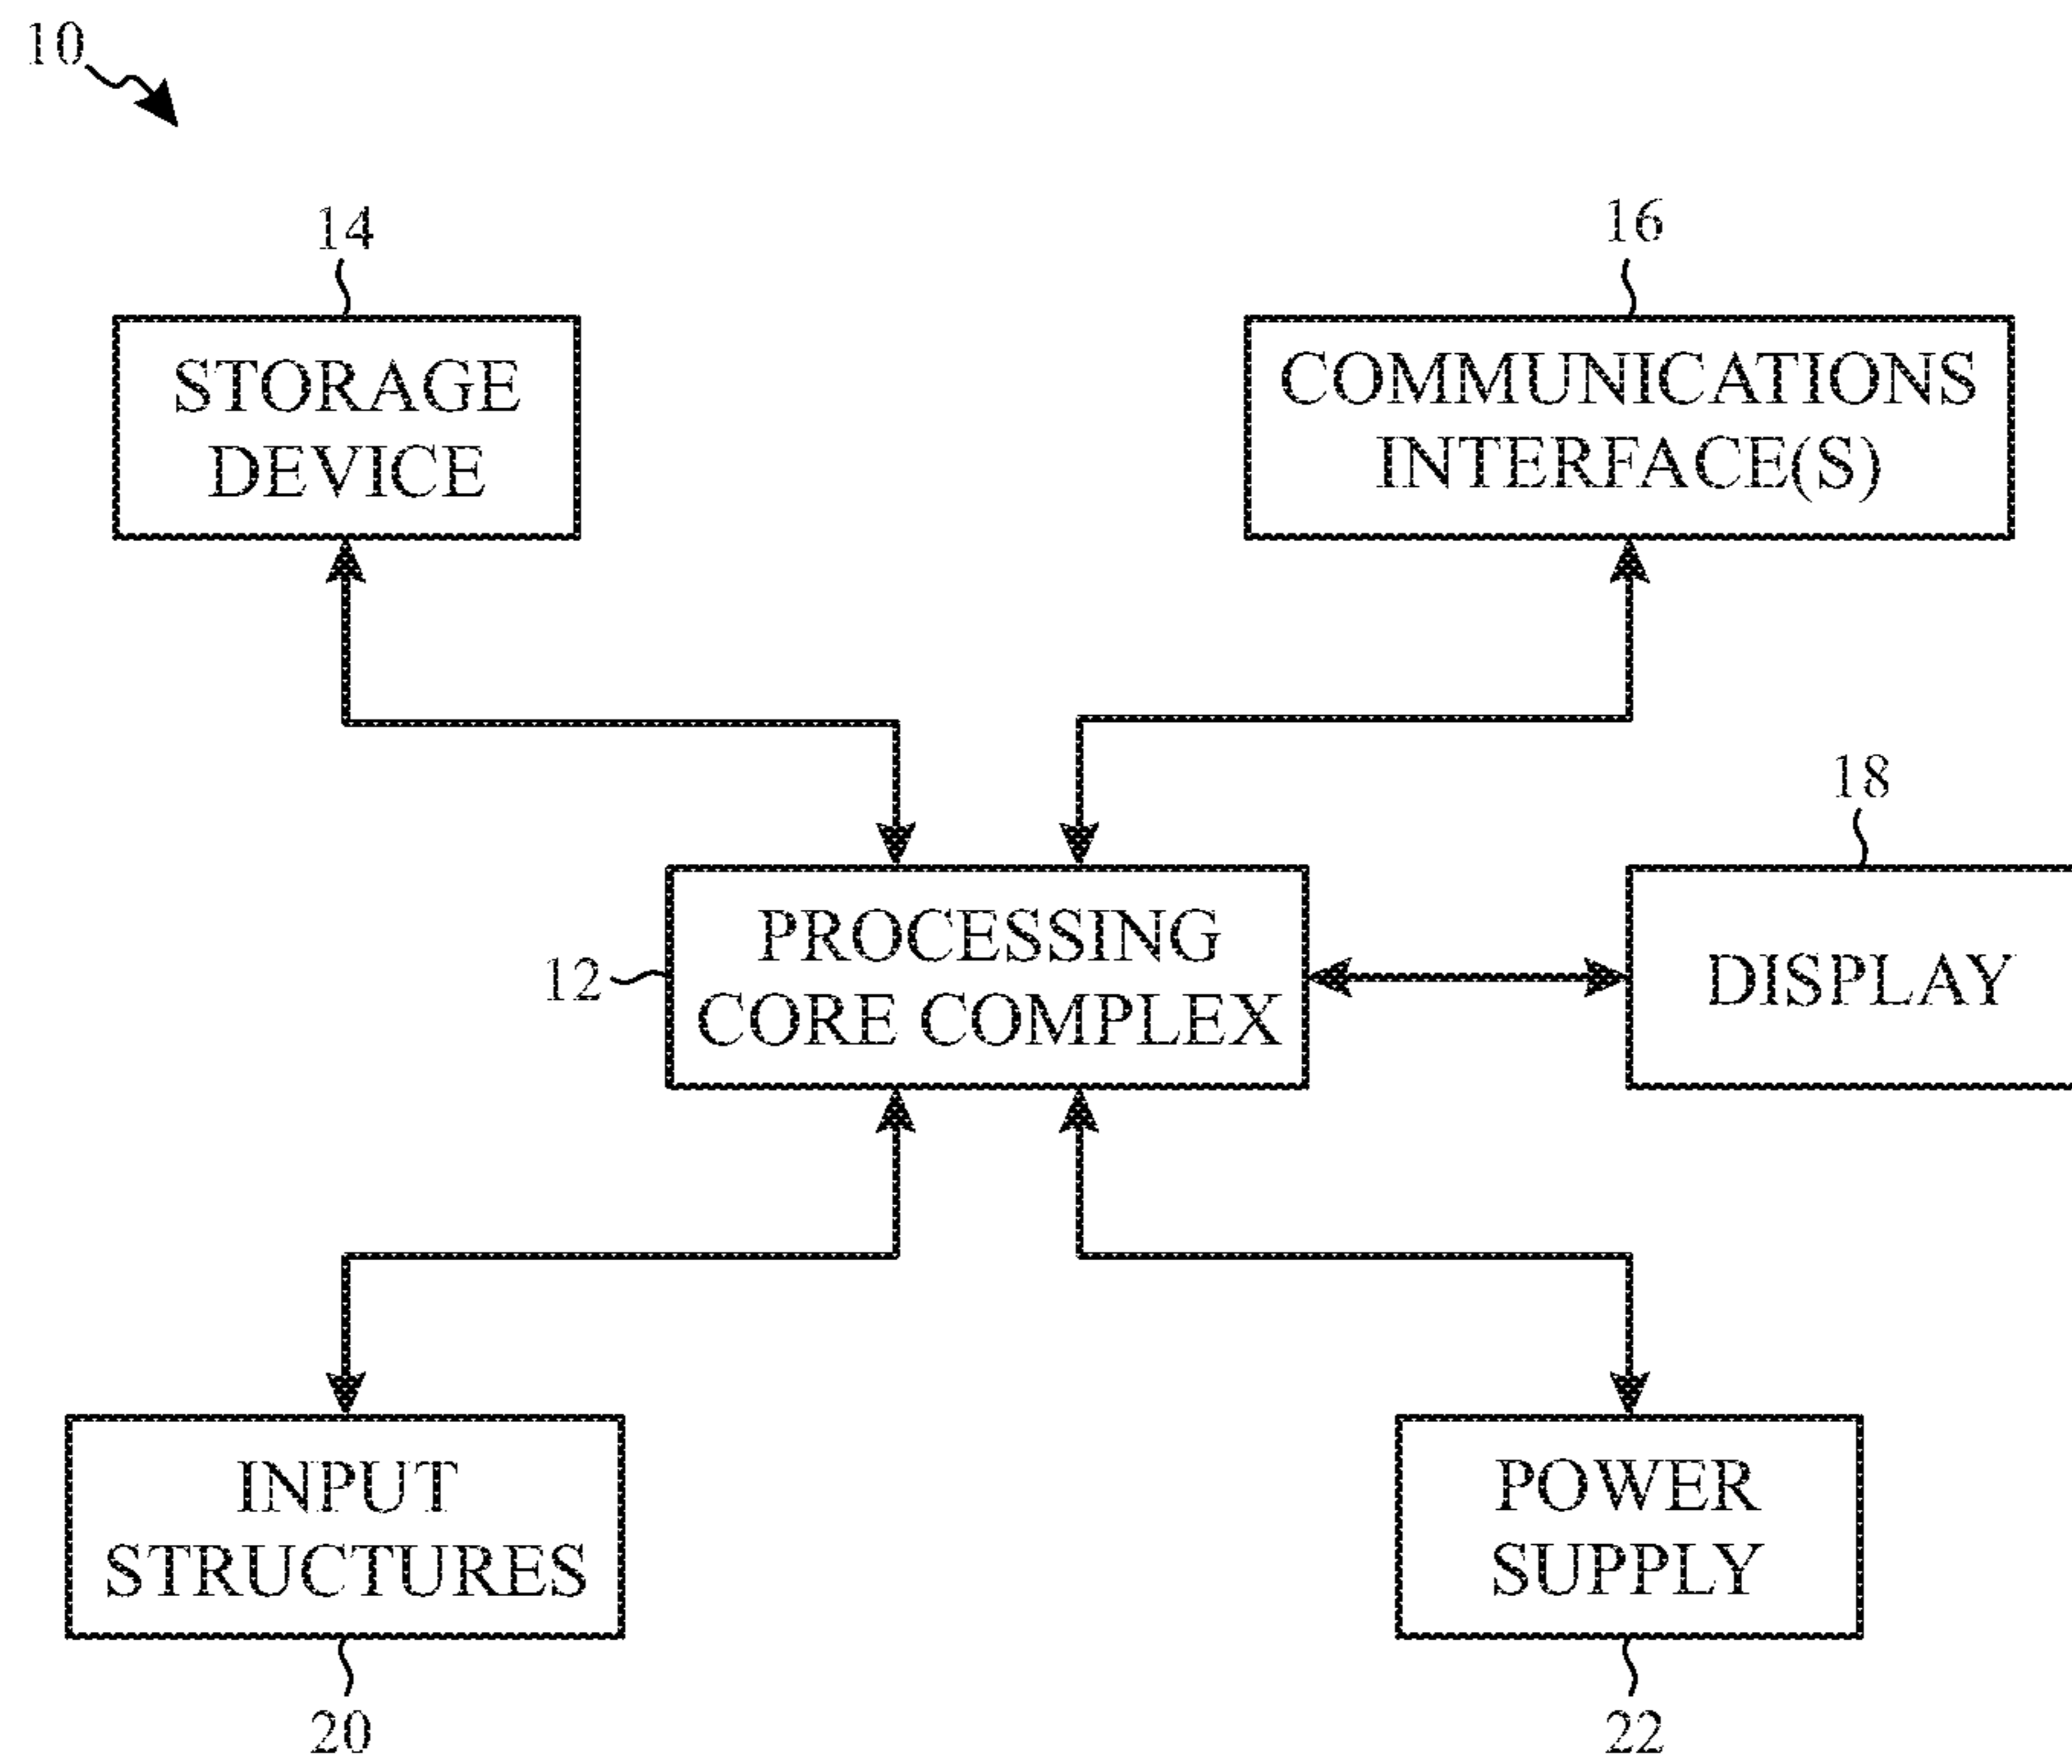 10
14
STORAGE
DEVICE
16
COMMUNICATIONS
INTERFACE(S)
12
PROCESSING
CORE COMPLEX
18
DISPLAY
INPUT
STRUCTURES
20
POWER
SUPPLY
22